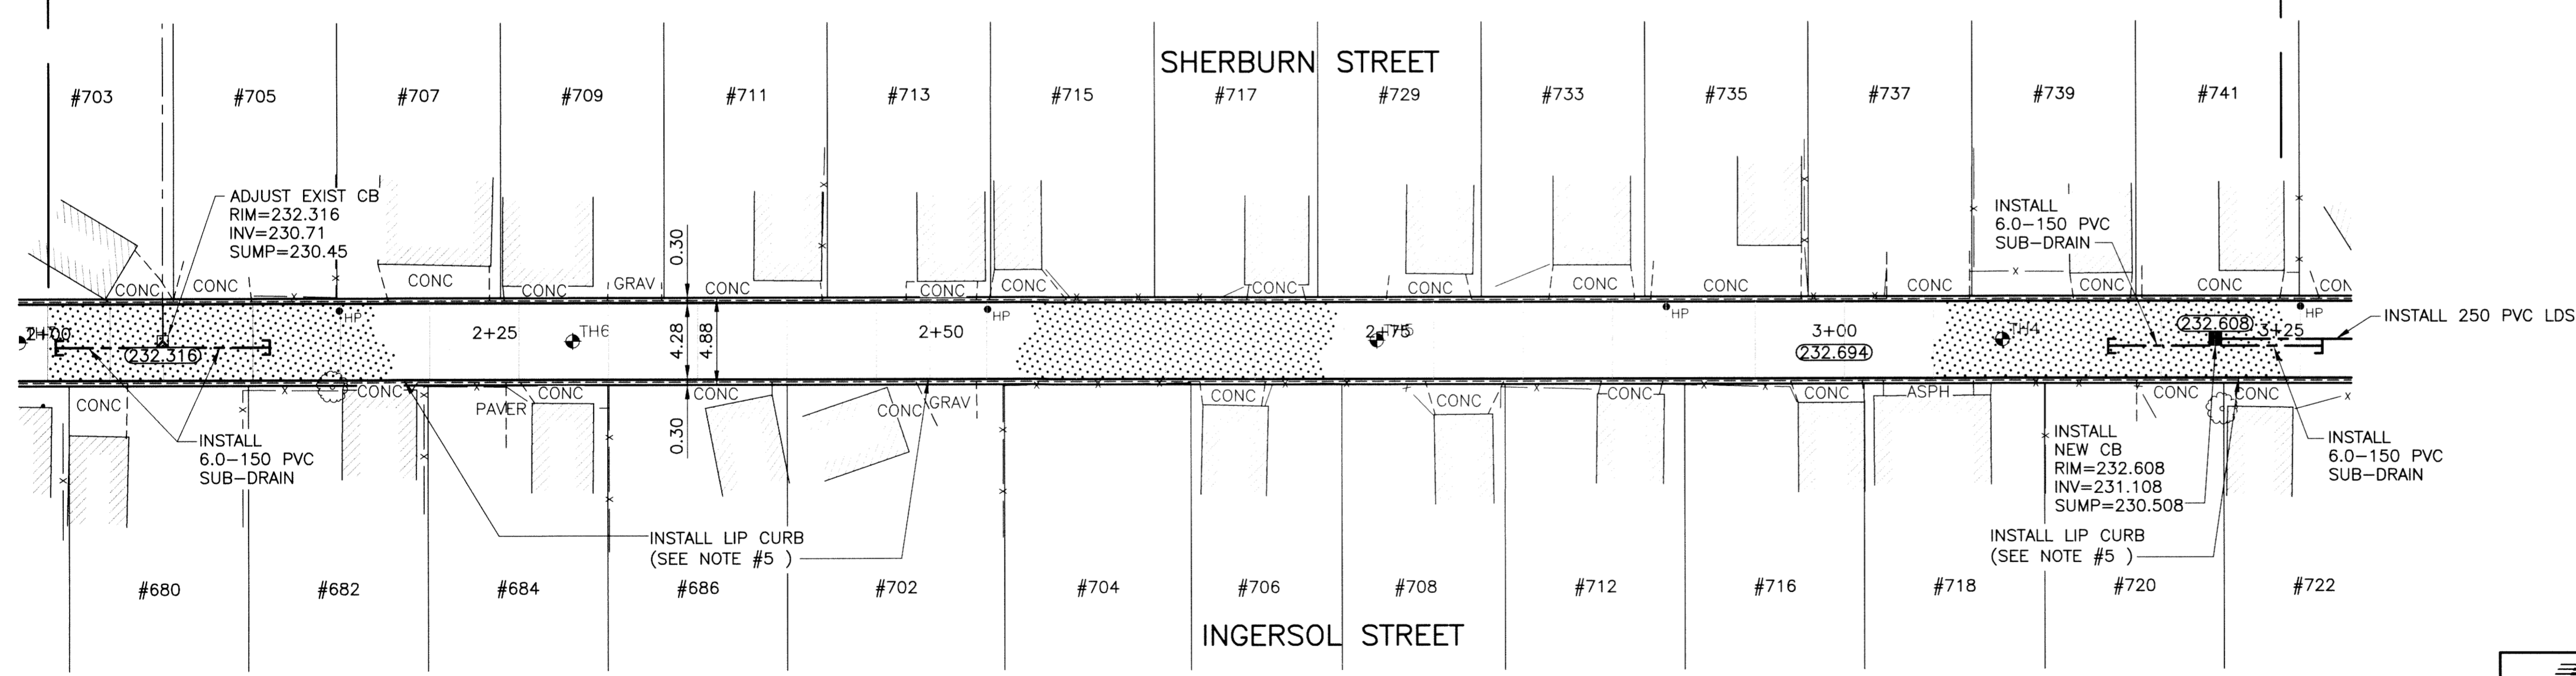 SHERBURN STREET
#703
#705
#707
#709
#711
#713
#715
#717
#729
#733
#735
#737
#739
#741
ADJUST EXIST CB
RIM=232.316
INV=230.71
SUMP=230.45
INSTALL
6.0-150 PVC
SUB-DRAIN
0.30
CONC
CONC
CONC
CONC
GRAV
CONC
CONC
CONC
CONC
CONC
CONC
CONC
CONC
CONC
CONC
HP
HP
HP
HP
INSTALL 250 PVC LDS
2+00
232.316
2+25
TH6
4.28
4.88
2+50
2+75
3+00
232.694
TH4
232.608
3+25
CONC
CONC
PAVER
CONC
CONC
CONC
GRAV
CONC
CONC
CONC
CONC
ASPH
CONC
CONC
0.30
INSTALL
6.0-150 PVC
SUB-DRAIN
INSTALL LIP CURB
(SEE NOTE #5 )
INSTALL
NEW CB
RIM=232.608
INV=231.108
SUMP=230.508
INSTALL LIP CURB
(SEE NOTE #5 )
INSTALL
6.0-150 PVC
SUB-DRAIN
#680
#682
#684
#686
#702
#704
#706
#708
#712
#716
#718
#720
#722
INGERSOL STREET